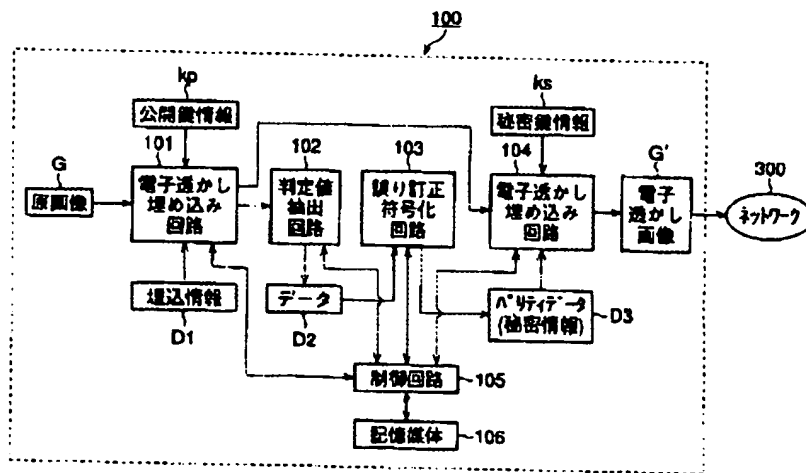 100
kp
公開鍵情報
101
G
原画像
電子透かし
埋め込み
回路
埋込情報
D1
102
判定値
抽出
回路
データ
D2
103
誤り訂正
符号化
回路
ks
秘密鍵情報
104
電子透かし
埋め込み
回路
パリティデータ
(秘密情報)
D3
G'
電子
透かし
画像
300
ネットワーク
制御回路
105
記憶媒体
106